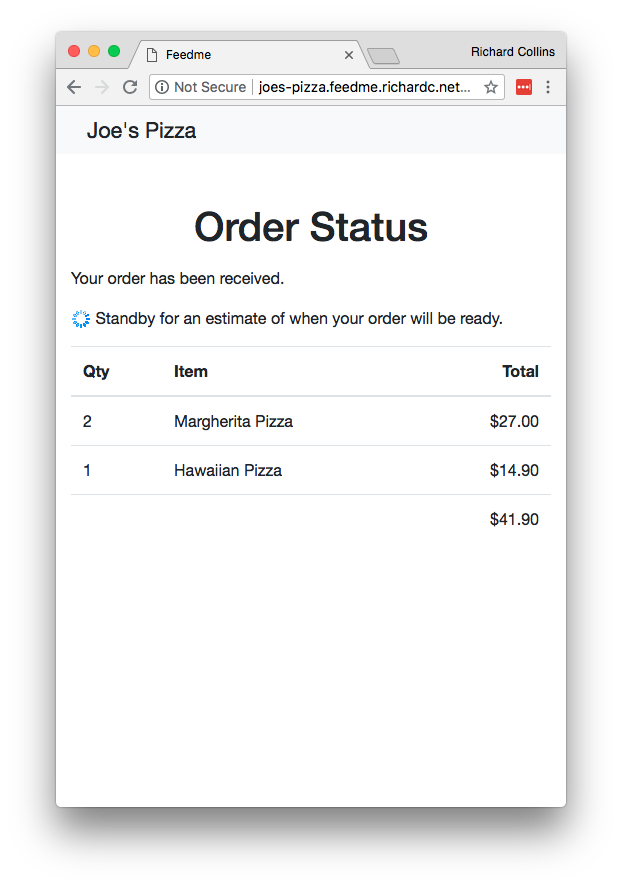 Feedme
Richard Collins
Not Secure joes-pizza.feedme.richardc.net...
Joe's Pizza
Order Status
Your order has been received.
Standby for an estimate of when your order will be ready.
Qty Item Total
2 Margherita Pizza $27.00
1 Hawaiian Pizza $14.90
$41.90